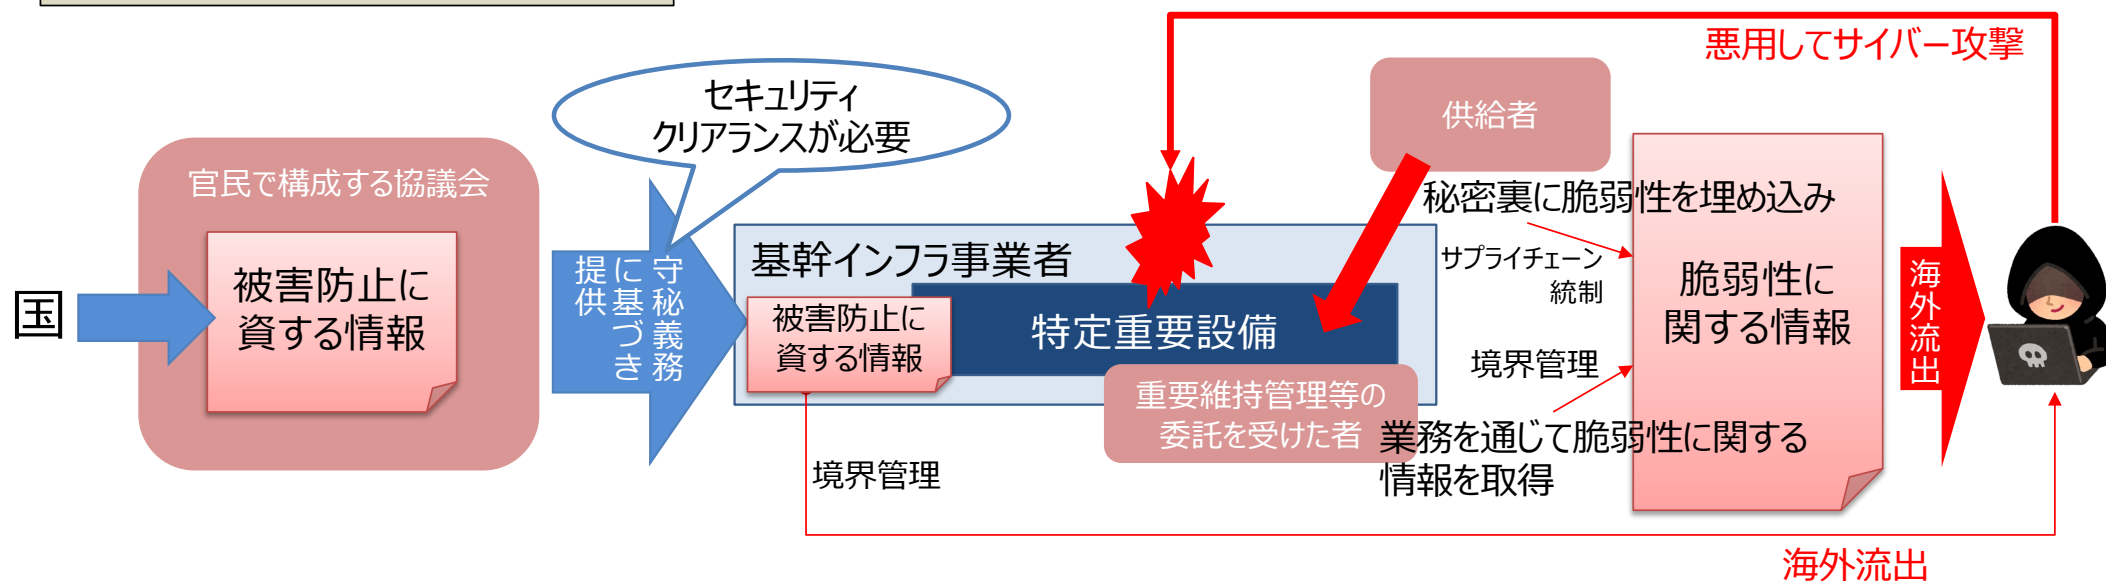 悪用してサイバー攻撃
セキュリティ
クリアランスが必要
供給者
官民で構成する協議会
秘密裏に脆弱性を埋め込み
基幹インフラ事業者
サプライチェーン
統制
国
被害防止に
資する情報
守秘義務
に基づき
提供
被害防止に
資する情報
特定重要設備
脆弱性に
関する情報
海外流出
境界管理
重要維持管理等の
委託を受けた者
業務を通じて脆弱性に関する
情報を取得
境界管理
海外流出